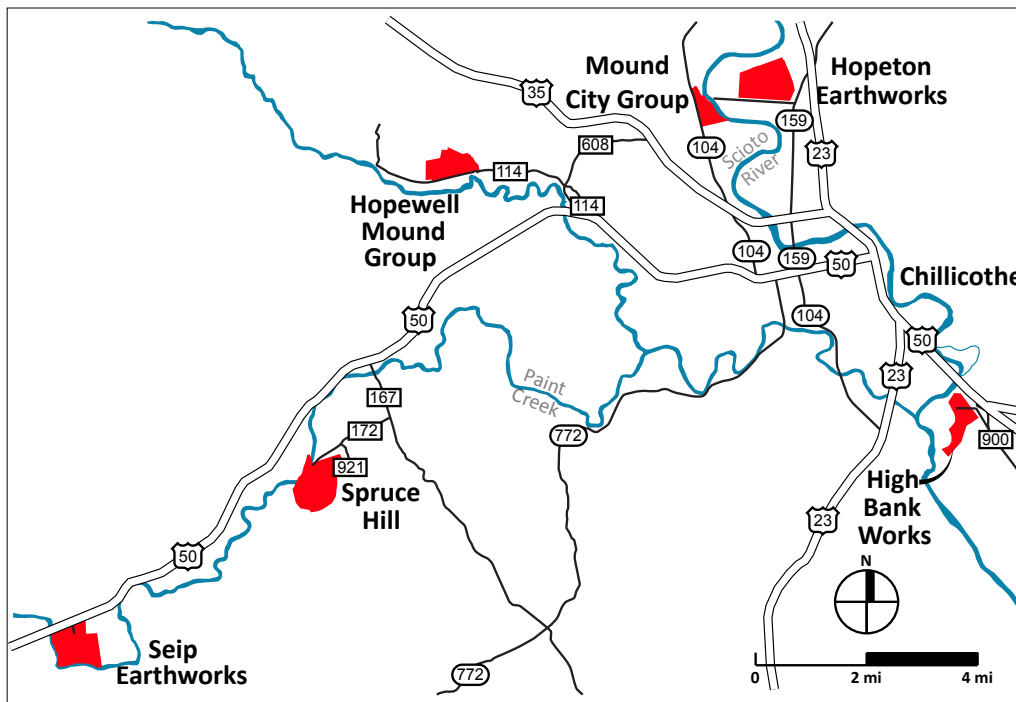 Mound
City Group
Hopeton
Earthworks
35
159
104
23
608
Scioto
River
114
Hopewell
Mound
Group
114
104
159
50
Chillicothe
50
104
50
Paint
Creek
23
167
172
772
900
921
Spruce
Hill
High
Bank
Works
23
50
N
Seip
Earthworks
772
0
2 mi
4 mi